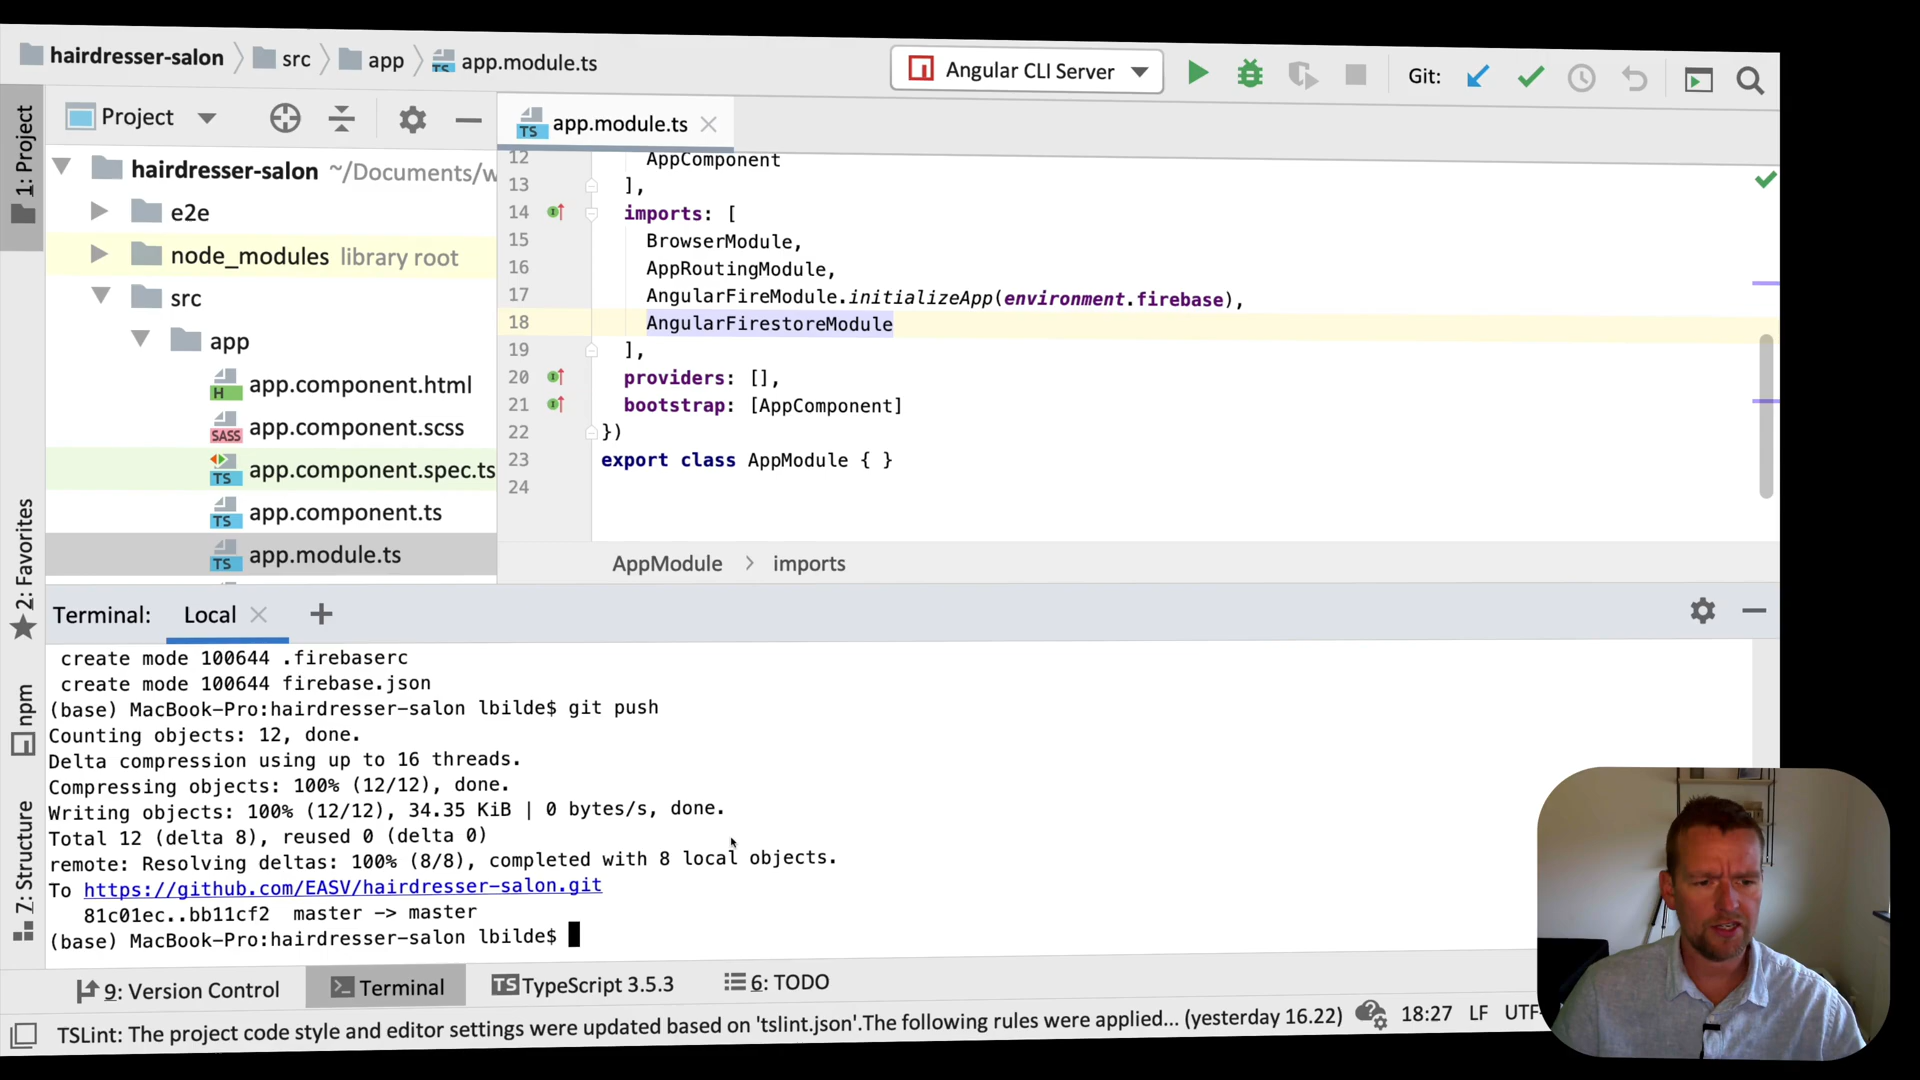 hairdresser-salon src app app.module.ts
Angular CLI Server
Git:
1: Project
Project
app.module.ts
hairdresser-salon ~/Documents/w
e2e
node_modules library root
src
app
app.component.html
app.component.scss
app.component.spec.ts
app.component.ts
app.module.ts
12 AppComponent
13 ],
14 imports: [
15 BrowserModule,
16 AppRoutingModule,
17 AngularFireModule.initializeApp(environment.firebase),
18 AngularFirestoreModule
19 ],
20 providers: [],
21 bootstrap: [AppComponent]
22 })
23 export class AppModule { }
24
AppModule > imports
2: Favorites
npm
7: Structure
Terminal: Local
create mode 100644 .firebaserc
create mode 100644 firebase.json
(base) MacBook-Pro:hairdresser-salon lbilde$ git push
Counting objects: 12, done.
Delta compression using up to 16 threads.
Compressing objects: 100% (12/12), done.
Writing objects: 100% (12/12), 34.35 KiB | 0 bytes/s, done.
Total 12 (delta 8), reused 0 (delta 0)
remote: Resolving deltas: 100% (8/8), completed with 8 local objects.
To https://github.com/EASV/hairdresser-salon.git
81c01ec..bb11cf2 master -> master
(base) MacBook-Pro:hairdresser-salon lbilde$
9: Version Control Terminal TS TypeScript 3.5.3 6: TODO
TSLint: The project code style and editor settings were updated based on 'tslint.json'.The following rules were applied... (yesterday 16.22) 18:27 LF UTF-